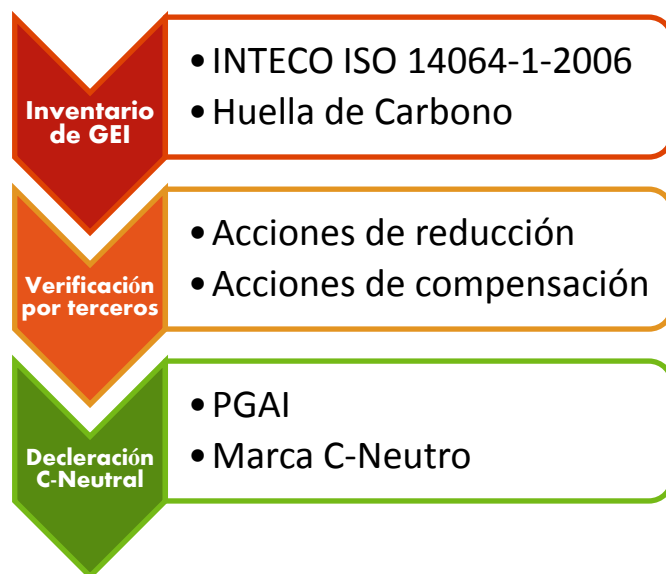 Inventario
de GEI
• INTECO ISO 14064-1-2006
• Huella de Carbono
Verificación
por terceros
• Acciones de reducción
• Acciones de compensación
Decleración
C-Neutral
• PGAI
• Marca C-Neutro